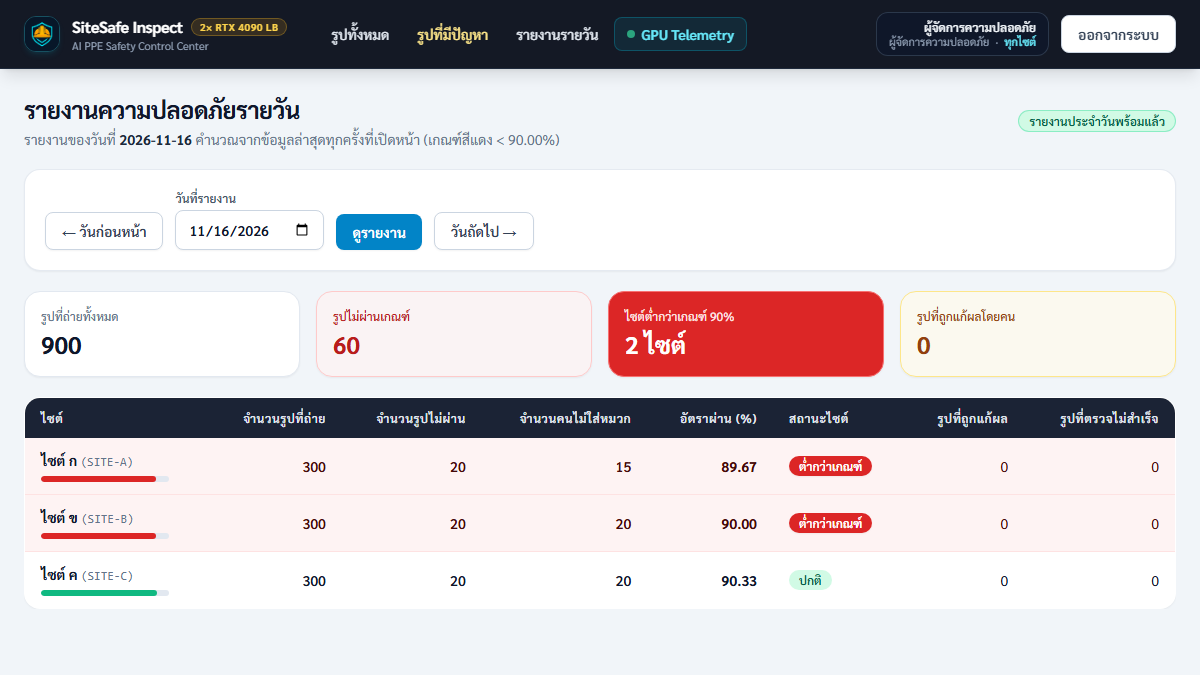 SiteSafe Inspect
2x RTX 4090 LB
AI PPE Safety Control Center
รูปทั้งหมด
รูปที่มีปัญหา
รายงานรายวัน
GPU Telemetry
ผู้จัดการความปลอดภัย
ผู้จัดการความปลอดภัย · ทุกไซต์
ออกจากระบบ
รายงานความปลอดภัยรายวัน
รายงานของวันที่ 2026-11-16 คำนวณจากข้อมูลล่าสุดทุกครั้งที่เปิดหน้า (เกณฑ์สีแดง < 90.00%)
รายงานประจำวันพร้อมแล้ว
วันที่รายงาน
← วันก่อนหน้า
11/16/2026
ดูรายงาน
วันถัดไป →
รูปที่ถ่ายทั้งหมด
900
รูปไม่ผ่านเกณฑ์
60
ไซต์ต่ำกว่าเกณฑ์ 90%
2 ไซต์
รูปที่ถูกแก้ผลโดยคน
0
ไซต์ จำนวนรูปที่ถ่าย จำนวนรูปไม่ผ่าน จำนวนคนไม่ใส่หมวก อัตราผ่าน (%) สถานะไซต์ รูปที่ถูกแก้ผล รูปที่ตรวจไม่สำเร็จ
ไซต์ ก (SITE-A) 300 20 15 89.67 ต่ำกว่าเกณฑ์ 0 0
ไซต์ ข (SITE-B) 300 20 20 90.00 ต่ำกว่าเกณฑ์ 0 0
ไซต์ ค (SITE-C) 300 20 20 90.33 ปกติ 0 0